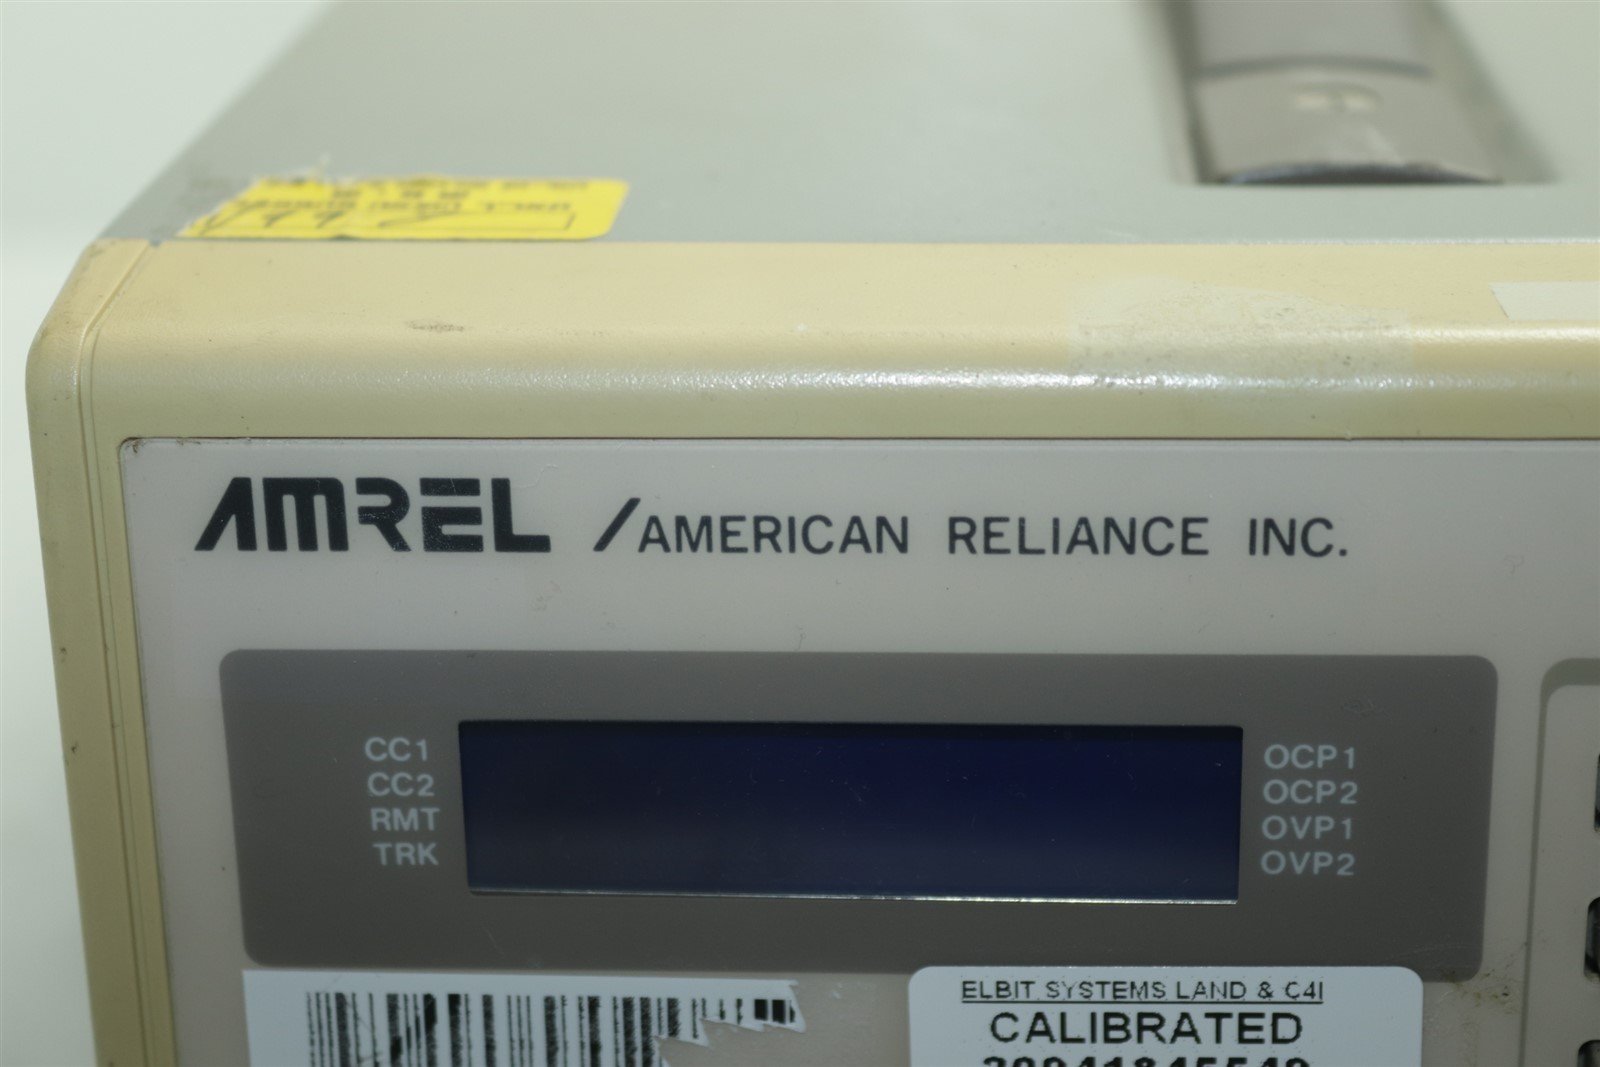 AMREL /AMERICAN RELIANCE INC.
CC1
CC2
RMT
TRK
OCP1
OCP2
OVP1
OVP2
ELBIT SYSTEMS LAND & C4I
CALIBRATED